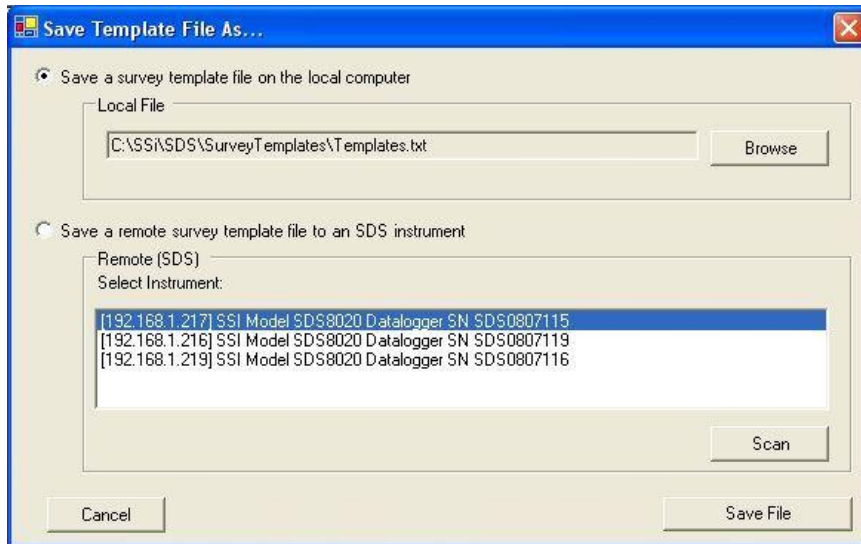 Save Template File As...
Save a survey template file on the local computer
Local File
C:\SSi\SDS\SurveyTemplates\Templates.txt
Browse
Save a remote survey template file to an SDS instrument
Remote (SDS)
Select Instrument:
[192.168.1.217] SSI Model SDS8020 Datalogger SN SDS0807115
[192.168.1.216] SSI Model SDS8020 Datalogger SN SDS0807119
[192.168.1.219] SSI Model SDS8020 Datalogger SN SDS0807116
Scan
Cancel
Save File